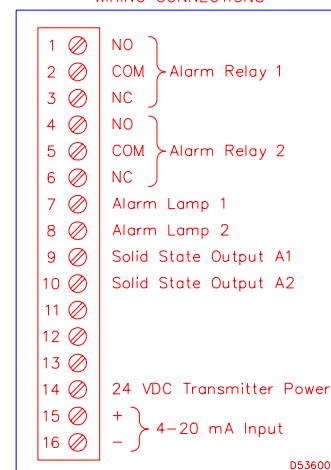 WIRING CONNECTIONS
1 NO
2 COM Alarm Relay 1
3 NC
4 NO
5 COM Alarm Relay 2
6 NC
7 Alarm Lamp 1
8 Alarm Lamp 2
9 Solid State Output A1
10 Solid State Output A2
11
12
13
14 24 VDC Transmitter Power
15 +
4-20 mA Input
16 -
D53600